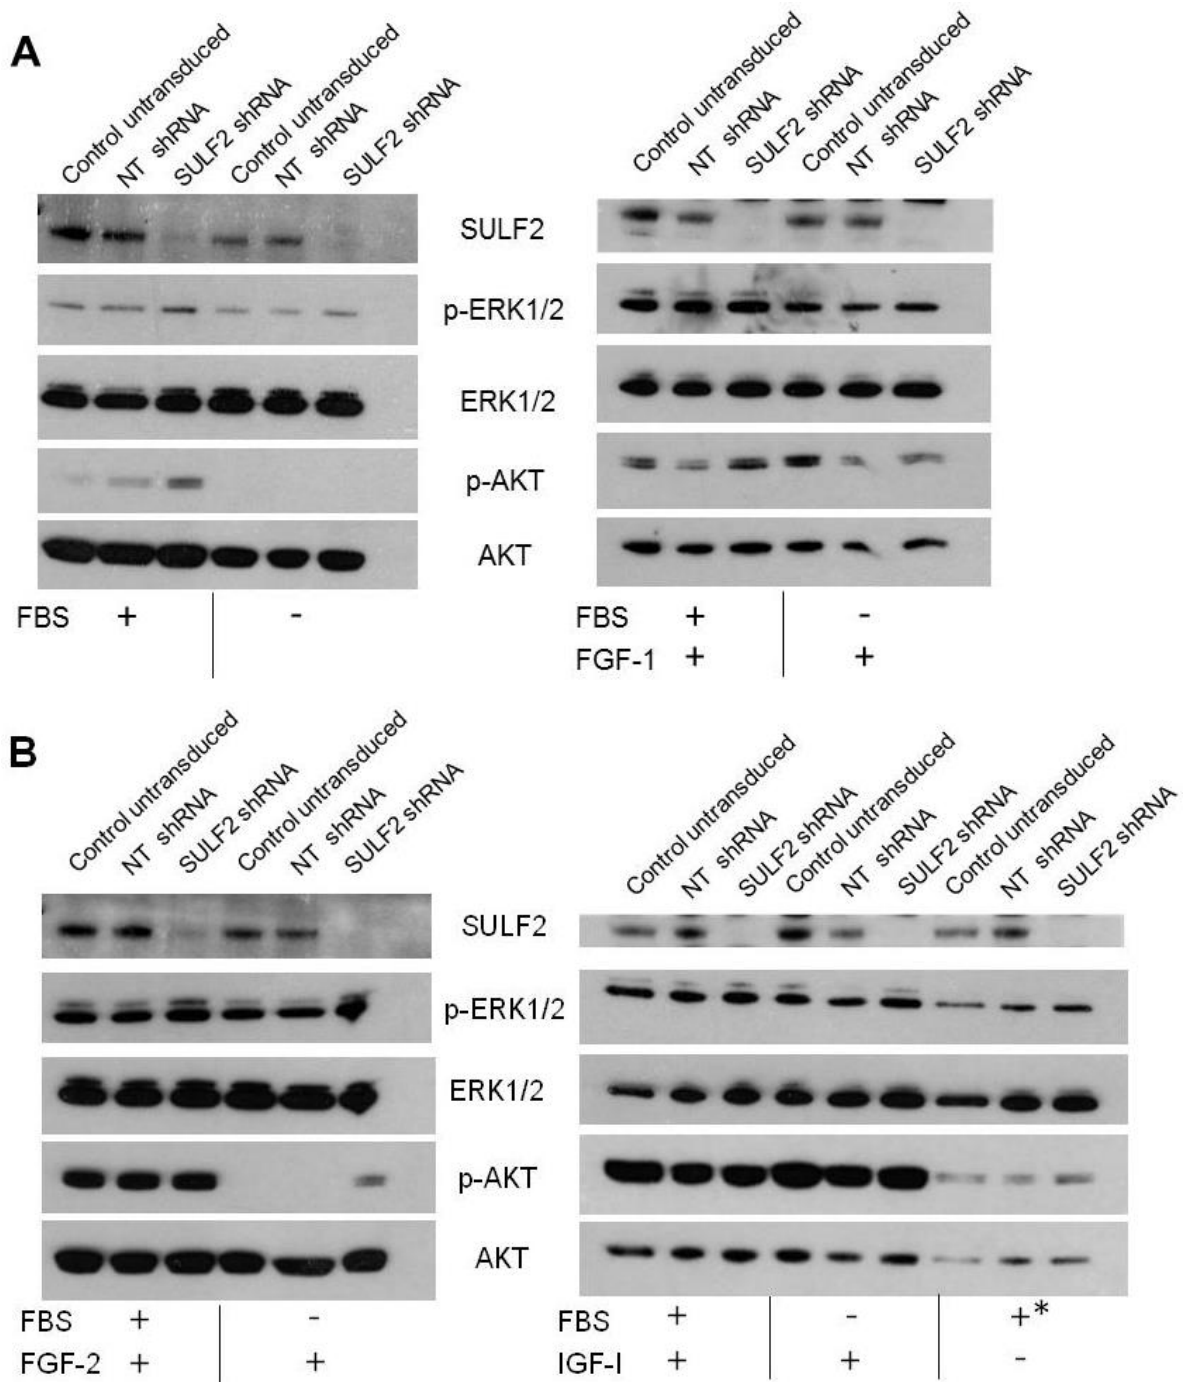 A
Control untransduced
NT shRNA
SULF2 shRNA
Control untransduced
NT shRNA
SULF2 shRNA
Control untransduced
NT shRNA
SULF2 shRNA
Control untransduced
NT shRNA
SULF2 shRNA
SULF2
p-ERK1/2
ERK1/2
p-AKT
AKT
FBS + -
FBS + -
FGF-1 + +
B
Control untransduced
NT shRNA
SULF2 shRNA
Control untransduced
NT shRNA
SULF2 shRNA
Control untransduced
NT shRNA
SULF2 shRNA
Control untransduced
NT shRNA
SULF2 shRNA
Control untransduced
NT shRNA
SULF2 shRNA
SULF2
p-ERK1/2
ERK1/2
p-AKT
AKT
FBS + -
FGF-2 + +
FBS + - +*
IGF-I + + -